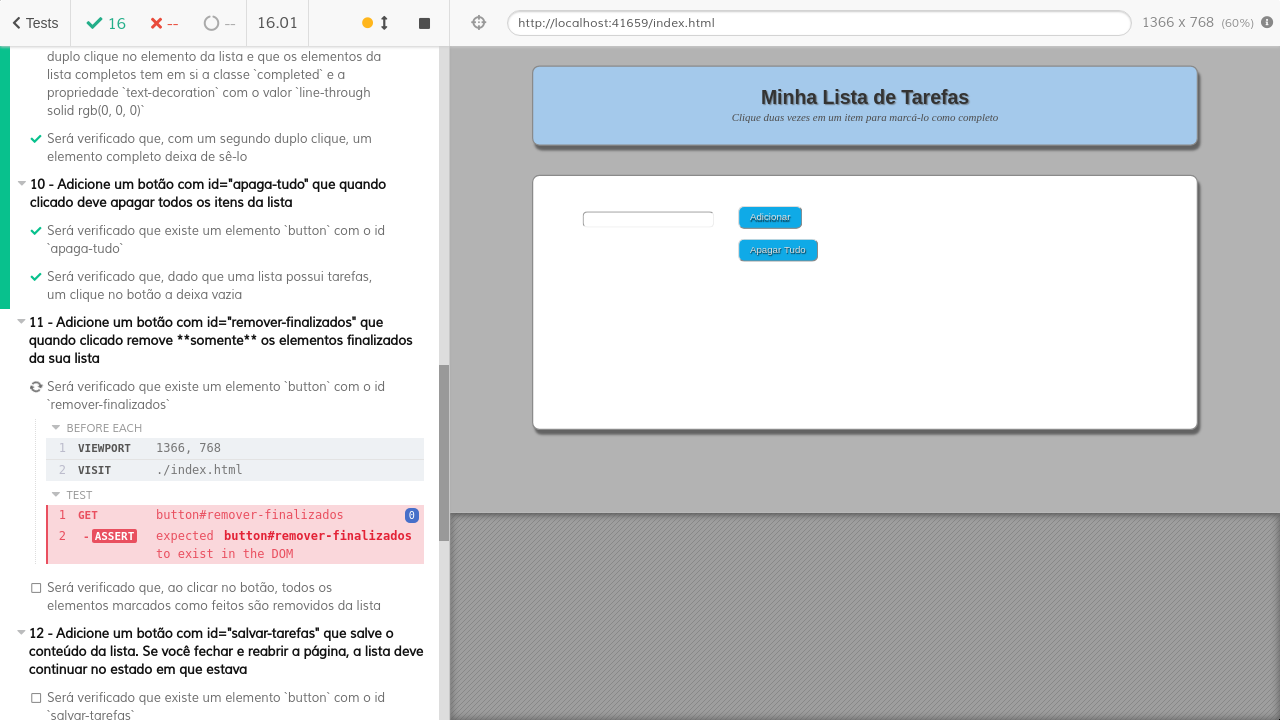 Tests
16
--
--
16.01
http://localhost:41659/index.html
1366 x 768 (60%)
duplo clique no elemento da lista e que os elementos da
lista completos tem em si a classe `completed` e a
propriedade `text-decoration` com o valor `line-through
solid rgb(0, 0, 0)`
Será verificado que, com um segundo duplo clique, um
elemento completo deixa de sê-lo
10 - Adicione um botão com id="apaga-tudo" que quando
clicado deve apagar todos os itens da lista
Será verificado que existe um elemento `button` com o id
`apaga-tudo`
Será verificado que, dado que uma lista possui tarefas,
um clique no botão a deixa vazia
11 - Adicione um botão com id="remover-finalizados" que
quando clicado remove **somente** os elementos finalizados
da sua lista
Será verificado que existe um elemento `button` com o id
`remover-finalizados`
BEFORE EACH
1 VIEWPORT 1366, 768
2 VISIT ./index.html
TEST
1 GET button#remover-finalizados 0
2 - ASSERT expected button#remover-finalizados
to exist in the DOM
Será verificado que, ao clicar no botão, todos os
elementos marcados como feitos são removidos da lista
12 - Adicione um botão com id="salvar-tarefas" que salve o
conteúdo da lista. Se você fechar e reabrir a página, a lista deve
continuar no estado em que estava
Será verificado que existe um elemento `button` com o id
`salvar-tarefas`
Minha Lista de Tarefas
Clique duas vezes em um item para marcá-lo como completo
Adicionar
Apagar Tudo